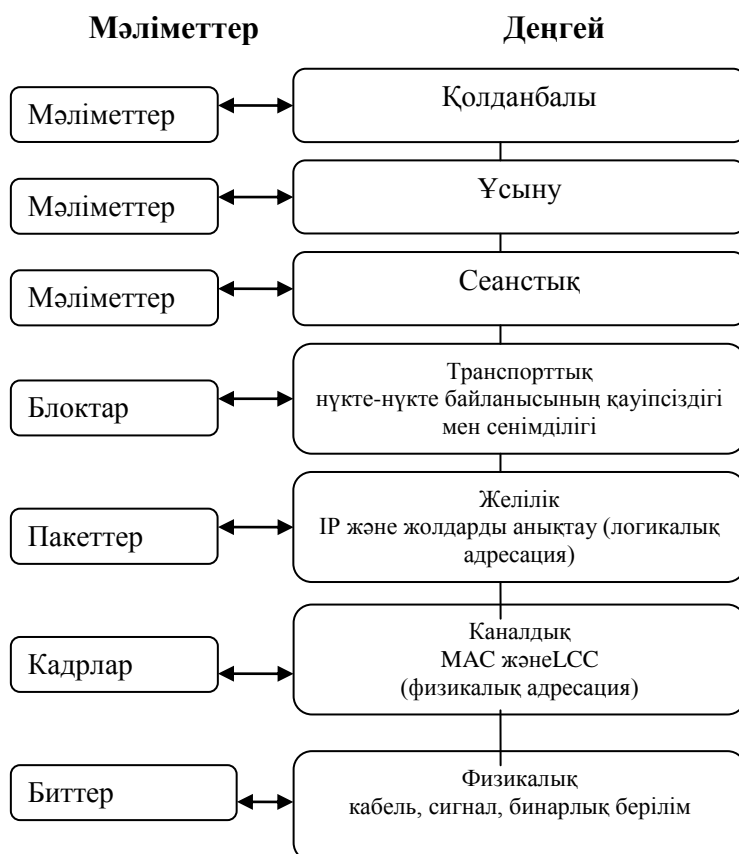 Мәліметтер Деңгей
Мәліметтер Қолданбалы
Мәліметтер Ұсыну
Мәліметтер Сеанстық
Блоктар
Транспорттық
нүкте-нүкте байланысының қауіпсіздігі
мен сенімділігі
Пакеттер
Желілік
IP және жолдарды анықтау (логикалық
адресация)
Кадрлар
Каналдық
MAC жәнеLCC
(физикалық адресация)
Биттер
Физикалық
кабель, сигнал, бинарлық берілім